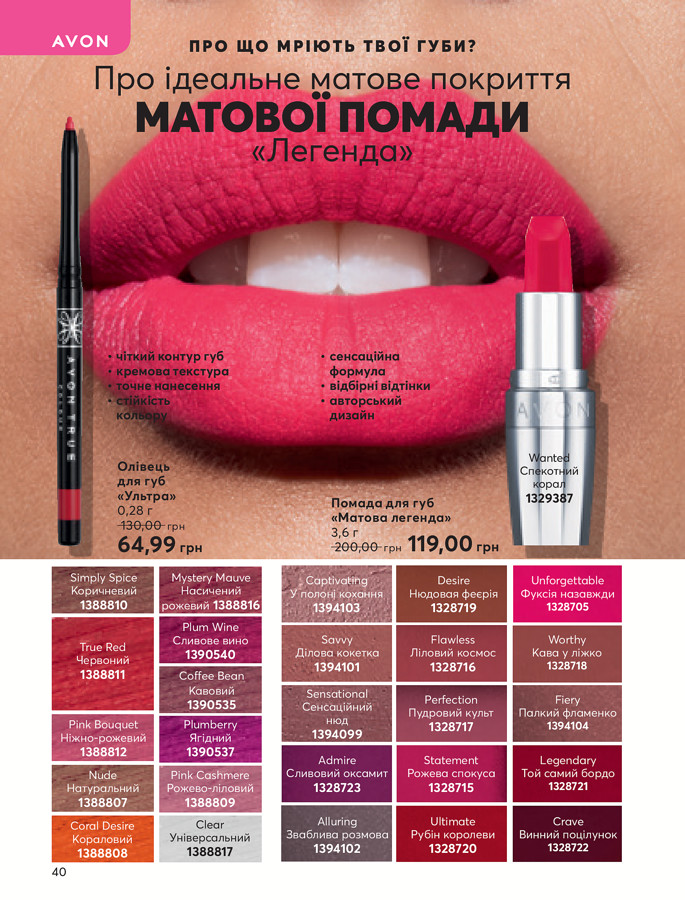 AVON
ПРО ЩО МРІЮТЬ ТВОЇ ГУБИ?
Про ідеальне матове покриття
МАТОВОЇ ПОМАДИ
«Легенда»
• чіткий контур губ
• кремова текстура
• точне нанесення
• стійкість
кольору
• сенсаційна
формула
• відбірні відтінки
• авторський
дизайн
AVON TRUE
COLOUR
AVON
Wanted
Спекотний
корал
1329387
Олівець
для губ
«Ультра»
0,28 г
130,00 грн
64,99 грн
Помада для губ
«Матова легенда»
3,6 г
200,00 грн 119,00 грн
Simply Spice
Коричневий
1388810
Mystery Mauve
Насичений
рожевий 1388816
True Red
Червоний
1388811
Plum Wine
Сливове вино
1390540
Coffee Bean
Кавовий
1390535
Pink Bouquet
Ніжно-рожевий
1388812
Plumberry
Ягідний
1390537
Nude
Натуральний
1388807
Pink Cashmere
Рожево-ліловий
1388809
Coral Desire
Кораловий
1388808
Clear
Універсальний
1388817
Captivating
У полоні кохання
1394103
Desire
Нюдовая феєрія
1328719
Unforgettable
Фуксія назавжди
1328705
Savvy
Ділова кокетка
1394101
Flawless
Ліловий космос
1328716
Worthy
Кава у ліжко
1328718
Sensational
Сенсаційний
нюд
1394099
Perfection
Пудровий культ
1328717
Fiery
Палкий фламенко
1394104
Admire
Сливовий оксамит
1328723
Statement
Рожева спокуса
1328715
Legendary
Той самий бордо
1328721
Alluring
Зваблива розмова
1394102
Ultimate
Рубін королеви
1328720
Crave
Винний поцілунок
1328722
40